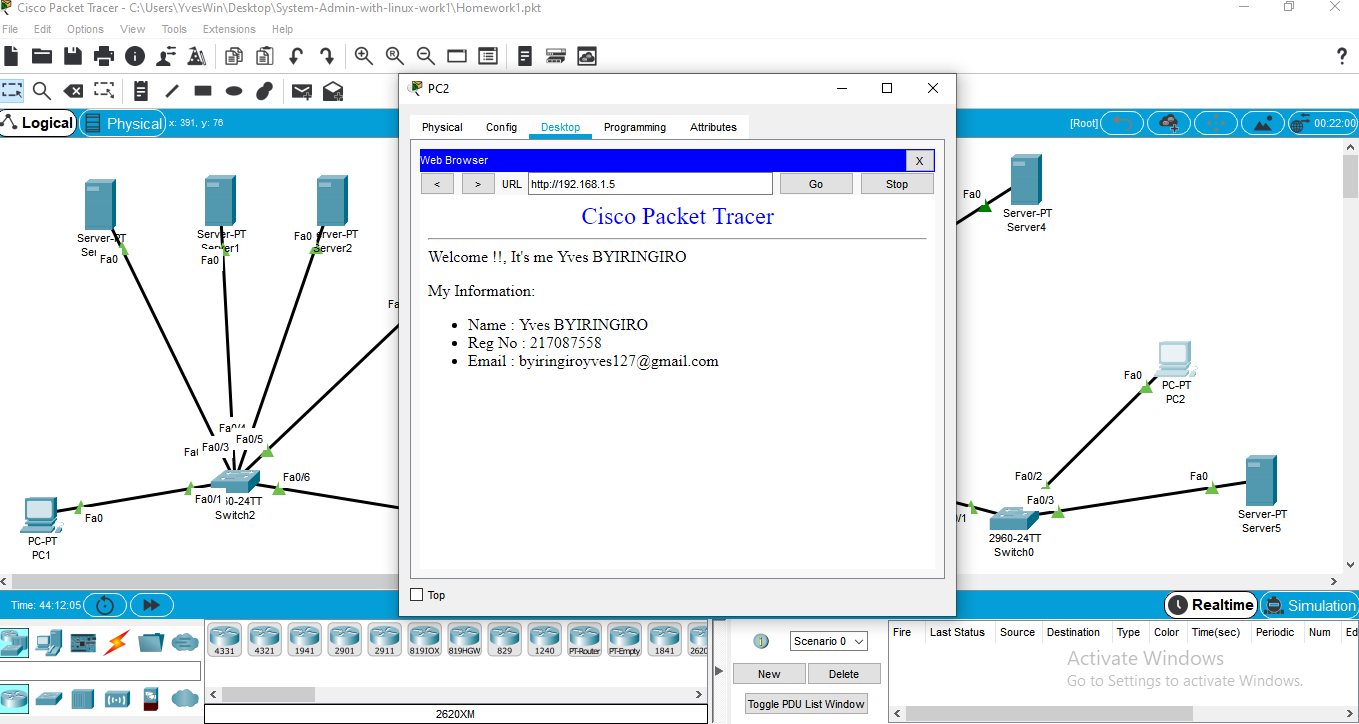 Cisco Packet Tracer - C:\Users\YvesWin\Desktop\System-Admin-with-linux-work1\Homework1.pkt
File Edit Options View Tools Extensions Help
?
Logical Physical x: 391, y: 76
[Root] 00:22:00
PC2
Physical Config Desktop Programming Attributes
Web Browser X
< > URL http://192.168.1.5 Go Stop
Cisco Packet Tracer
Welcome !!, It's me Yves BYIRINGIRO
My Information:
Name : Yves BYIRINGIRO
Reg No : 217087558
Email : byiringiroyves127@gmail.com
Top
Server-PT
Fa0
Server-PT
Server1
Fa0
Fa0
Server2
Fa
Fa0/3
Fa0/5
Fa0/1
Fa0/6
Switch2
Fa0
PC-PT
PC1
Fa0
Server-PT
Server4
Fa0
PC-PT
PC2
Fa0/2
Fa0/3
Fa0
Server-PT
Server5
2960-24TT
Switch0
Time: 44:12:05
Realtime Simulation
4331 4321 1941 2901 2911 819IOX 819HGW 829 1240 PT-Router PT-Empty 1841 2620
2620XM
Scenario 0
New Delete
Toggle PDU List Window
Fire Last Status Source Destination Type Color Time(sec) Periodic Num Ed
Activate Windows
Go to Settings to activate Windows.